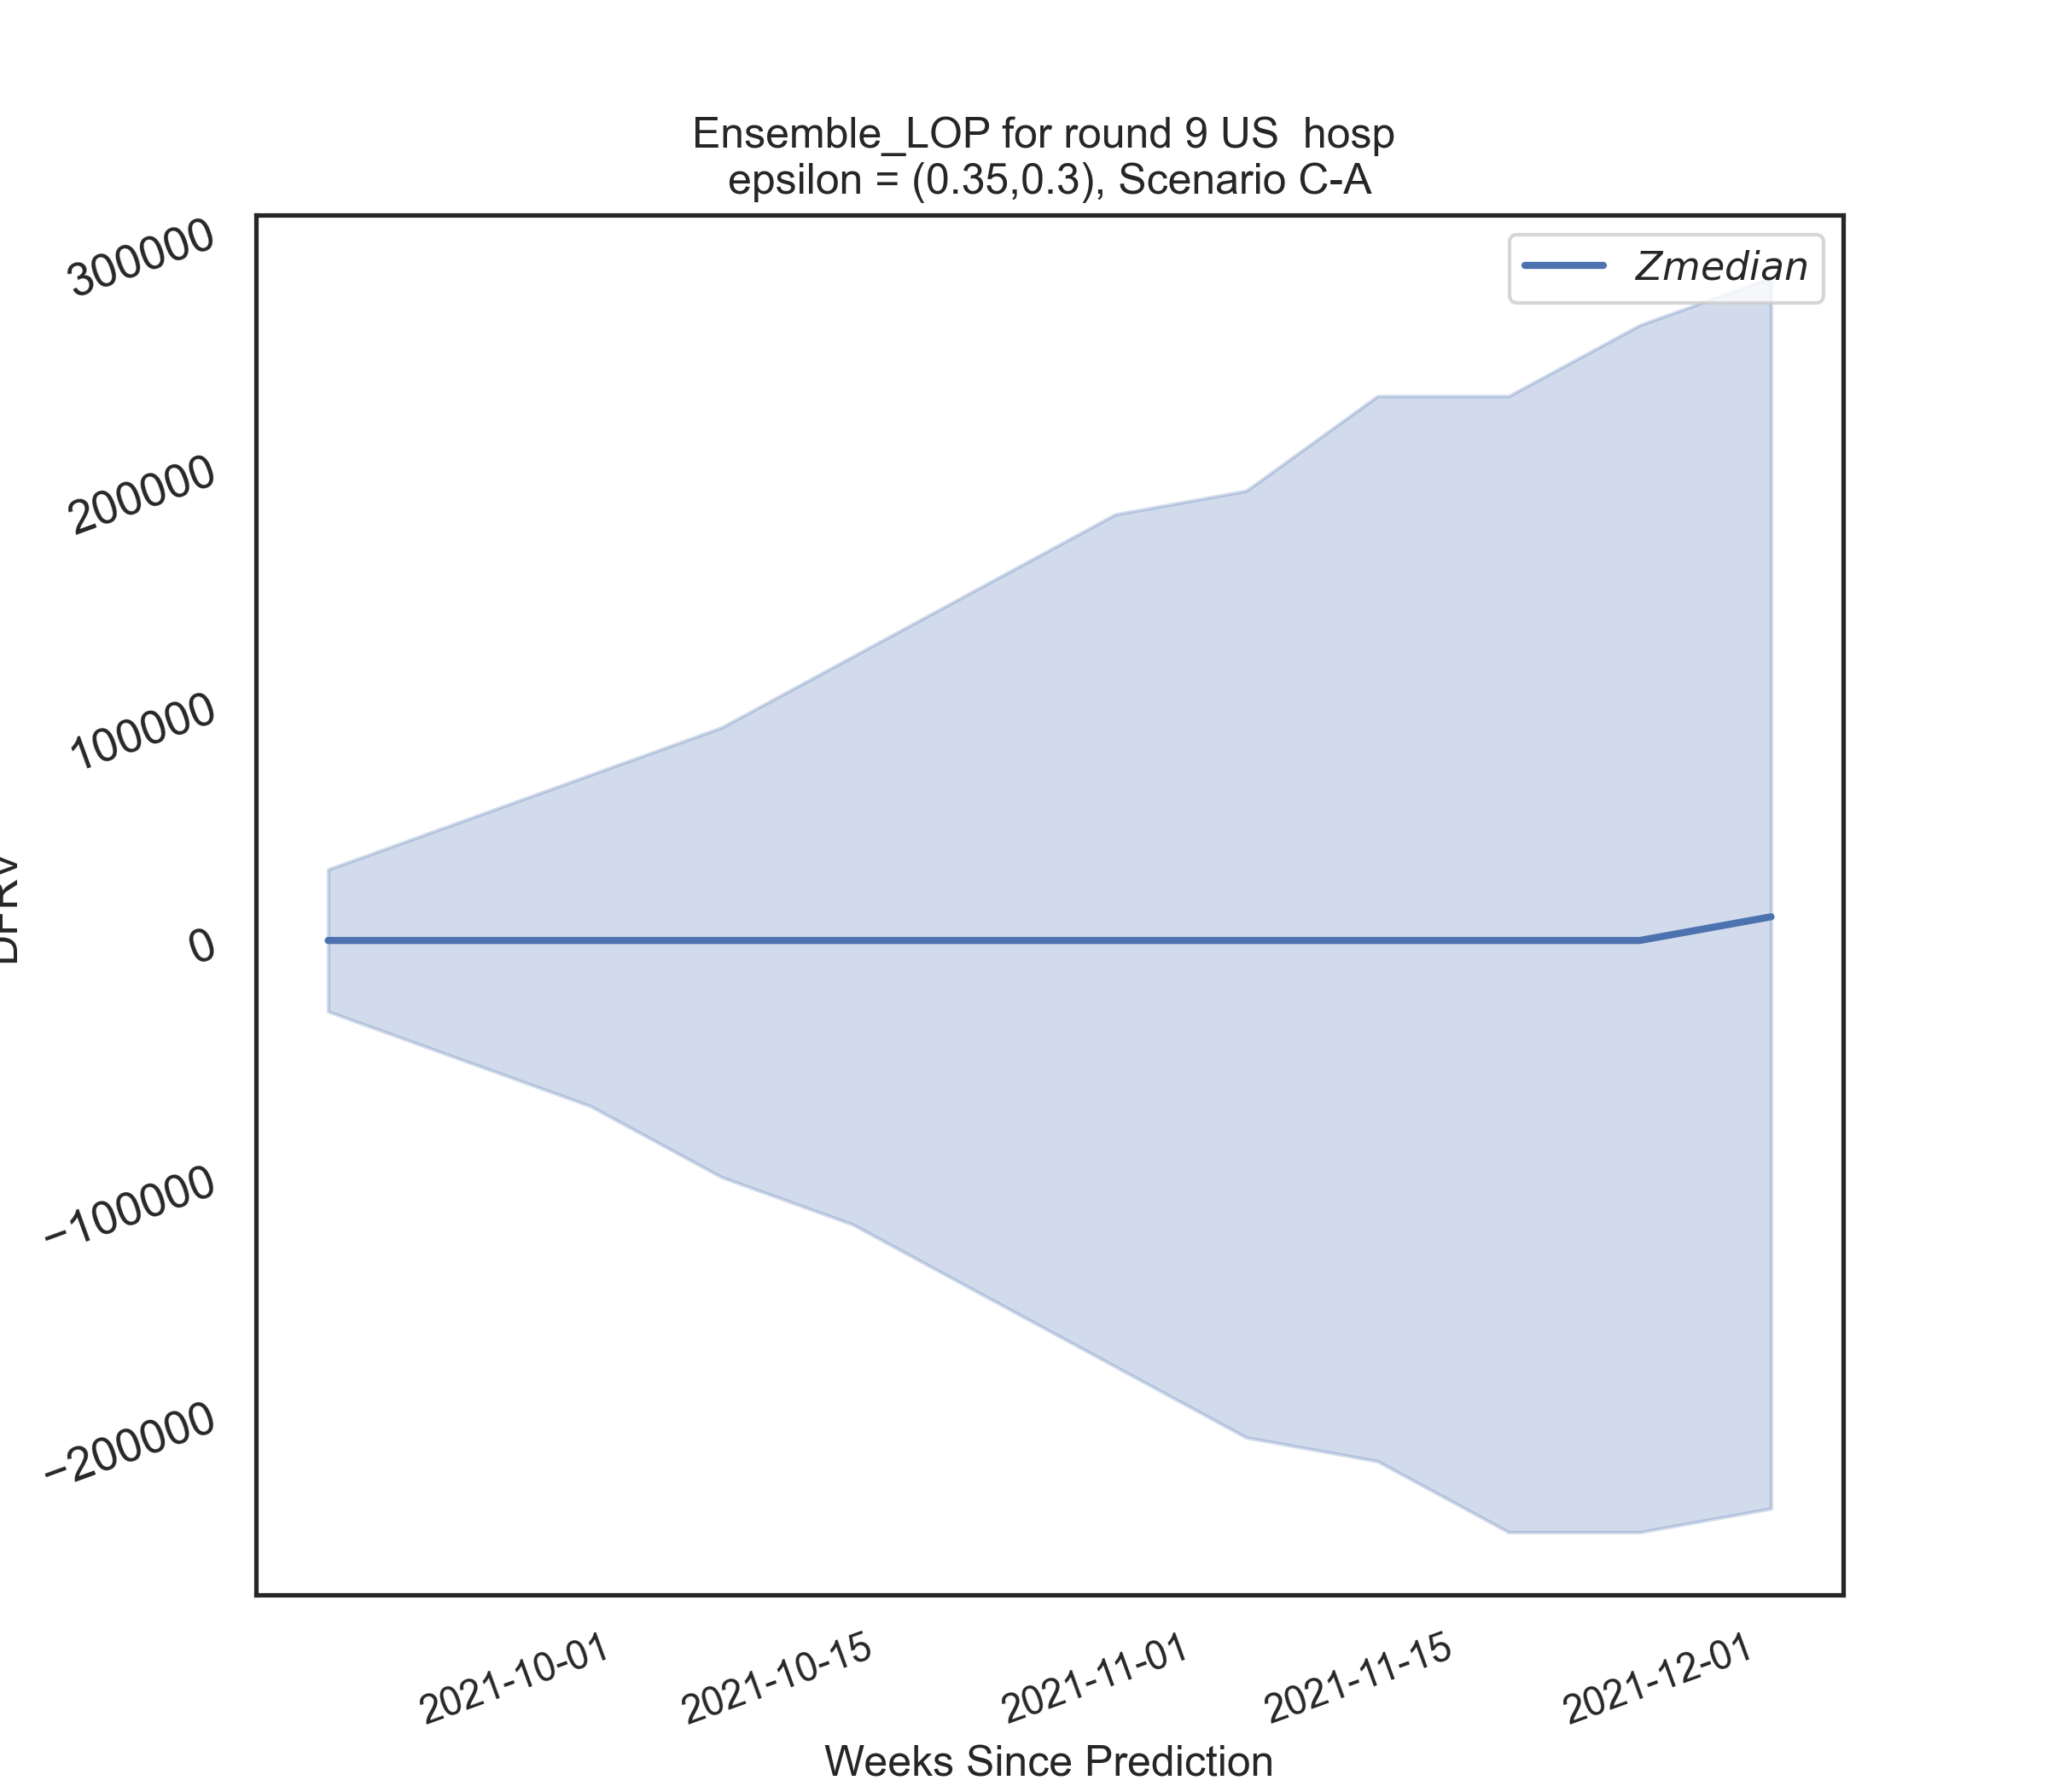 Ensemble_LOP for round 9 US  hosp
epsilon = (0.35,0.3), Scenario C-A
Zmedian
300000
200000
100000
0
−100000
−200000
2021-10-01
2021-10-15
2021-11-01
2021-11-15
2021-12-01
Weeks Since Prediction